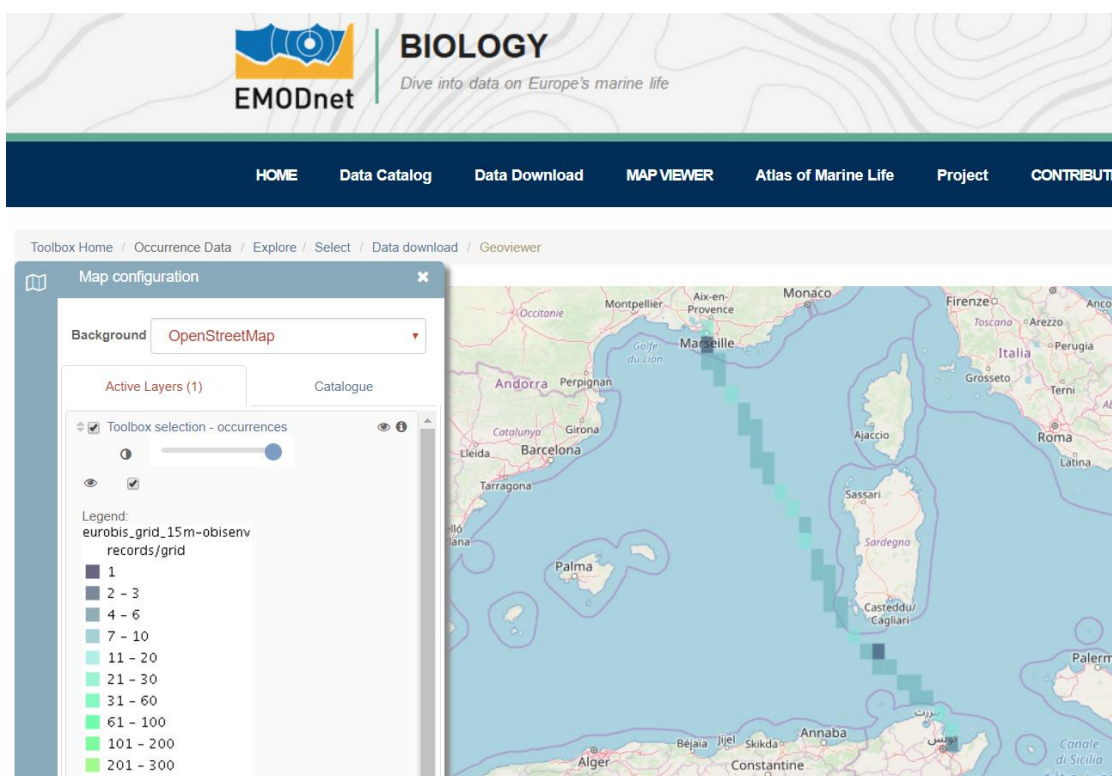 BIOLOGY
Dive into data on Europe's marine life
EMODnet
HOME Data Catalog Data Download MAP VIEWER Atlas of Marine Life Project
Toolbox Home / Occurrence Data / Explore / Select / Data download / Geoviewer
Map configuration
Background OpenStreetMap
Active Layers (1) Catalogue
Toolbox selection - occurrences
Legend:
eurobis_grid_15m-obisenv
records/grid
1
2 - 3
4 - 6
7 - 10
11 - 20
21 - 30
31 - 60
61 - 100
101 - 200
201 - 300
Occitanie
Montpellier
Aix-en-
Provence
Monaco
Firenze
Toscana
Arezzo
Golfe
du Lion
Marseille
Italia
Perugia
Andorra
Perpignan
Grosseto
Terni
Catalunya
Girona
Ajaccio
Roma
Lleida
Barcelona
Latina
Tarragona
Sassari
Palma
Sardegna
Casteddu/
Cagliari
بنزرت
تونس
Annaba
Béjaia
Jijel
Skikda
Alger
Constantine
Canale
di Sicilia